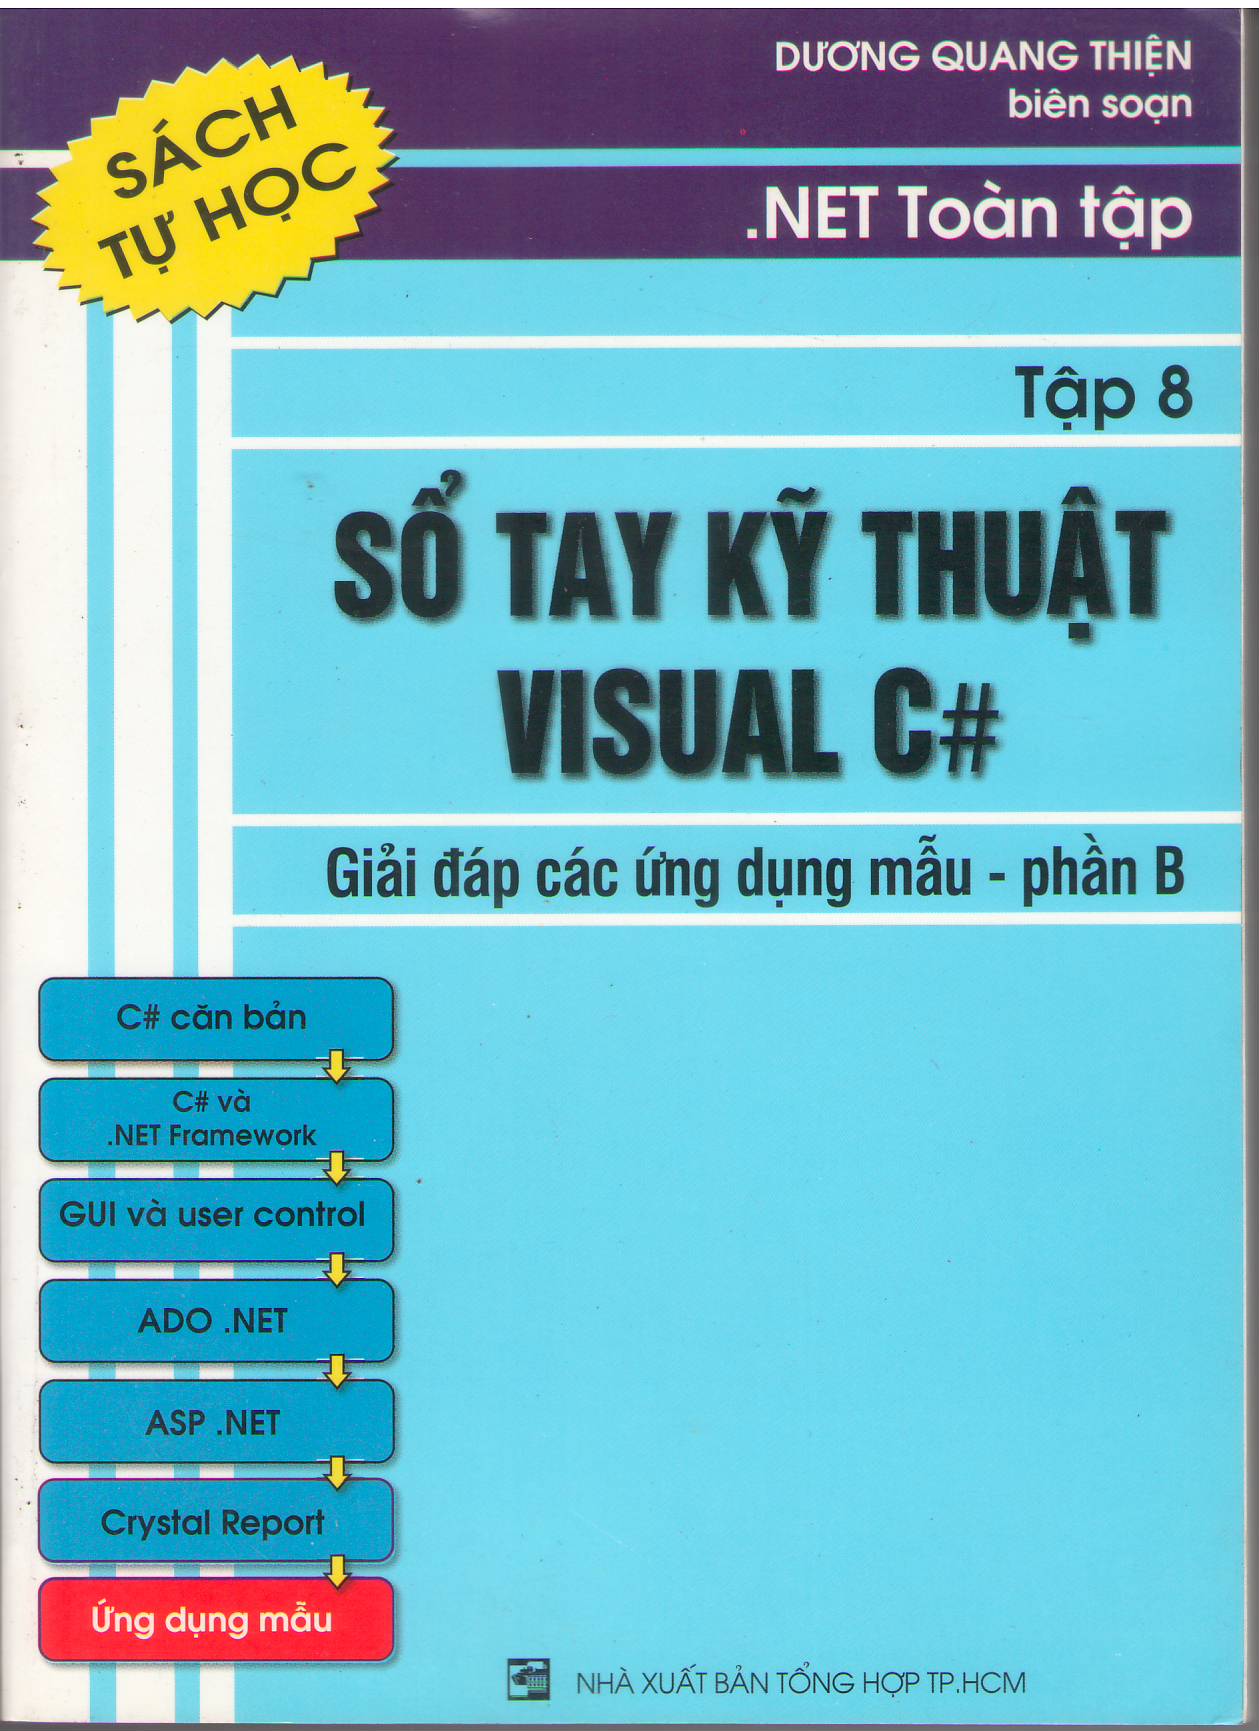 DƯƠNG QUANG THIỆN
biên soạn
SÁCH
TỰ HỌC
.NET Toàn tập
Tập 8
SỔ TAY KỸ THUẬT
VISUAL C#
Giải đáp các ứng dụng mẫu - phần B
C# căn bản
C# và
.NET Framework
GUI và user control
ADO .NET
ASP .NET
Crystal Report
Ứng dụng mẫu
NHÀ XUẤT BẢN TỔNG HỢP TP.HCM